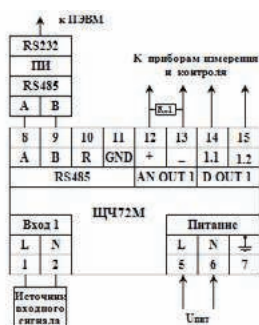 к ПЭВМ
RS232
ПИ
RS485
A B
К приборам измерения
и контроля
8 9 10 11 12 13 14 15
A B R GND + – 1.1 1.2
RS485 AN OUT 1 D OUT 1
ЩЧ72М
Вход 1 Питание
L N L N
1 2 5 6 7
Источник
входного
сигнала
Uпит